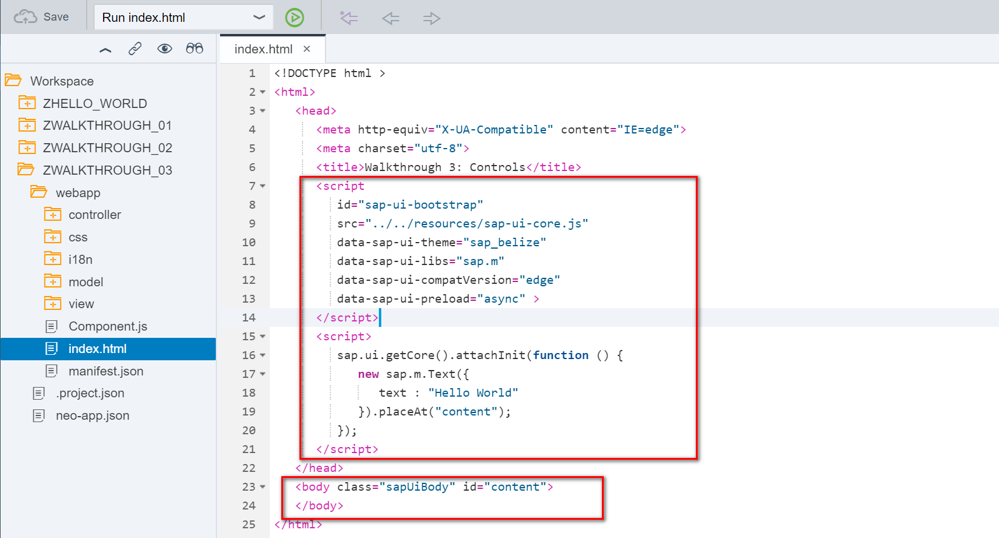 Save
Run index.html
index.html ×
Workspace
ZHELLO_WORLD
ZWALKTHROUGH_01
ZWALKTHROUGH_02
ZWALKTHROUGH_03
webapp
controller
css
i18n
model
view
Component.js
index.html
manifest.json
.project.json
neo-app.json
1 <!DOCTYPE html >
2 <html>
3 <head>
4 <meta http-equiv="X-UA-Compatible" content="IE=edge">
5 <meta charset="utf-8">
6 <title>Walkthrough 3: Controls</title>
7 <script
8 id="sap-ui-bootstrap"
9 src="../../resources/sap-ui-core.js"
10 data-sap-ui-theme="sap_belize"
11 data-sap-ui-libs="sap.m"
12 data-sap-ui-compatVersion="edge"
13 data-sap-ui-preload="async" >
14 </script>
15 <script>
16 sap.ui.getCore().attachInit(function () {
17 new sap.m.Text({
18 text : "Hello World"
19 }).placeAt("content");
20 });
21 </script>
22 </head>
23 <body class="sapUiBody" id="content">
24 </body>
25 </html>